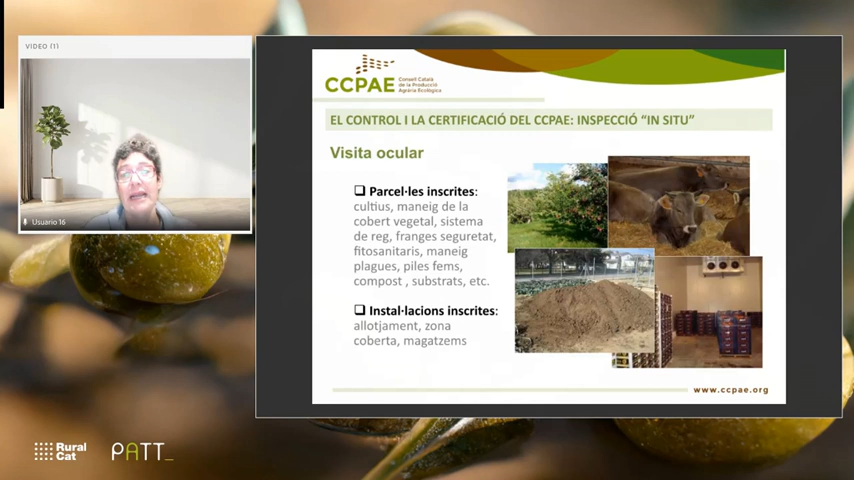 VIDEO (1)
Usuario 16
CCPAE
Consell Català
de la Producció
Agrària Ecològica
EL CONTROL I LA CERTIFICACIÓ DEL CCPAE: INSPECCIÓ “IN SITU”
Visita ocular
Parcel·les inscrites:
cultius, maneig de la
cobert vegetal, sistema
de reg, franges seguretat,
fitosanitaris, maneig
plagues, piles fems,
compost , substrats, etc.
Instal·lacions inscrites:
allotjament, zona
coberta, magatzems
www.ccpae.org
Rural
Cat
PATT_